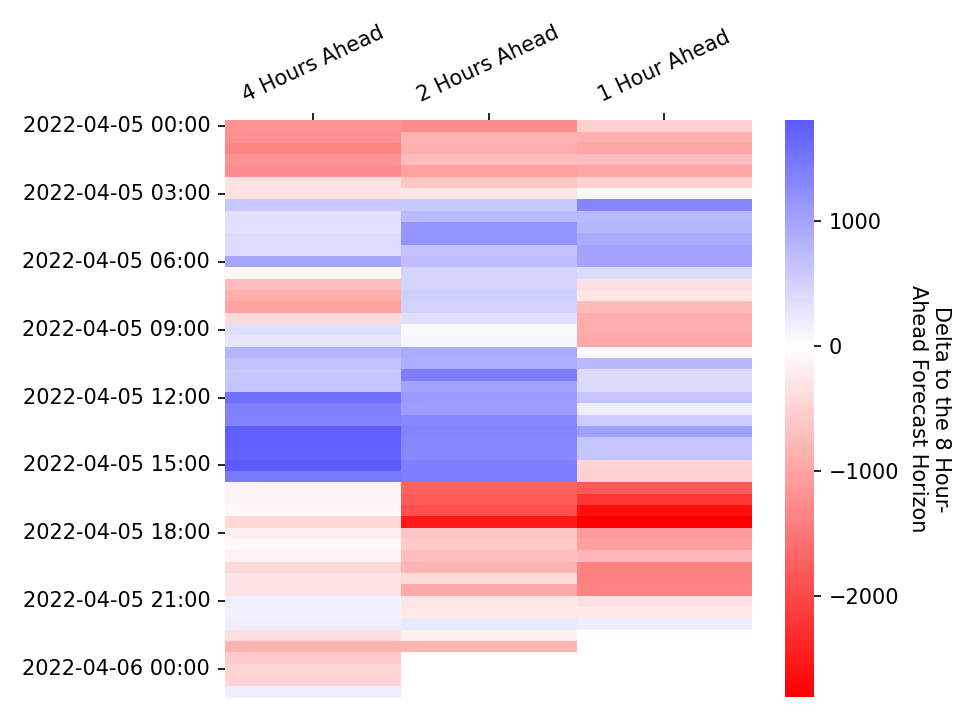 4 Hours Ahead
2 Hours Ahead
1 Hour Ahead
2022-04-05 00:00
2022-04-05 03:00
2022-04-05 06:00
2022-04-05 09:00
2022-04-05 12:00
2022-04-05 15:00
2022-04-05 18:00
2022-04-05 21:00
2022-04-06 00:00
1000
0
−1000
−2000
Delta to the 8 Hour-
Ahead Forecast Horizon